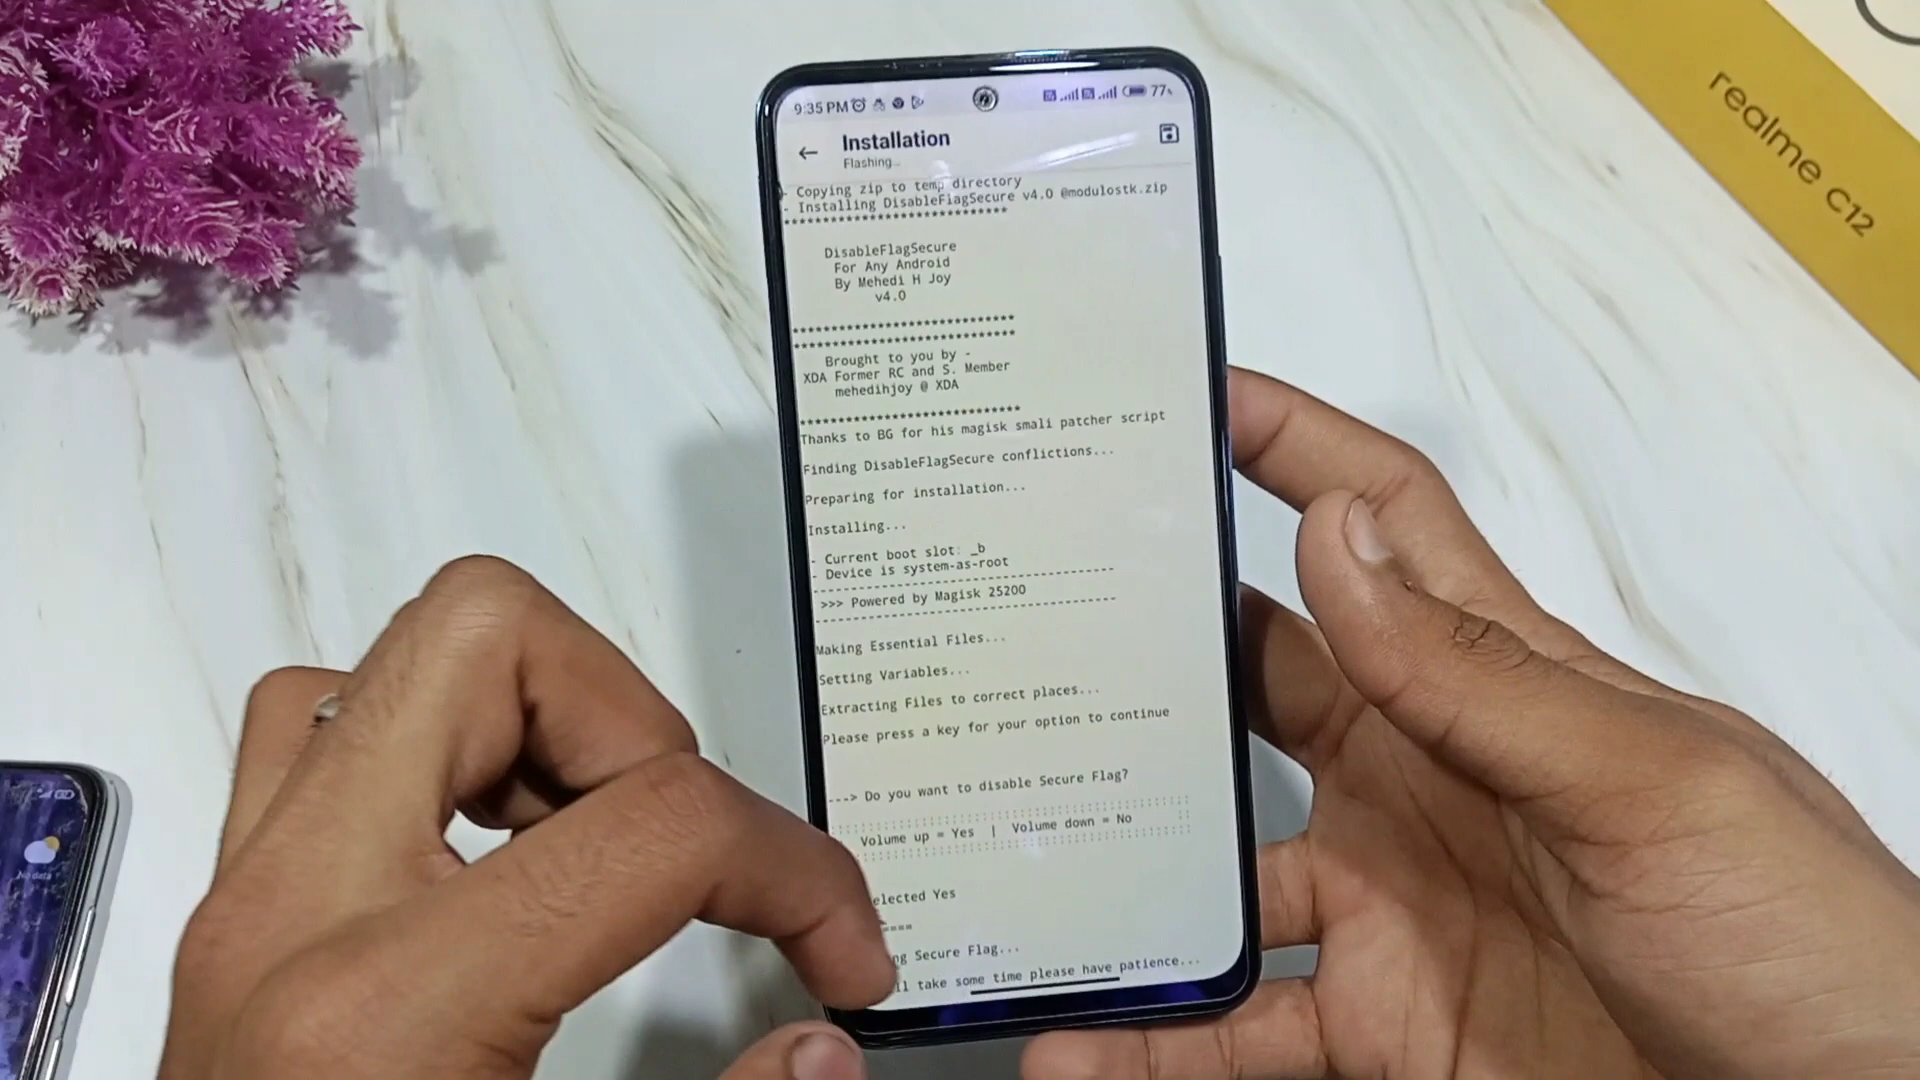 9:35 PM
77
Installation
Flashing...
- Copying zip to temp directory
- Installing DisableFlagSecure v4.0 @modulostk.zip
****************************
DisableFlagSecure
For Any Android
By Mehedi H Joy
v4.0
****************************
****************************
Brought to you by -
XDA Former RC and S. Member
mehedihjoy @ XDA
****************************
Thanks to BG for his magisk smali patcher script
Finding DisableFlagSecure conflictions...
Preparing for installation...
Installing...
- Current boot slot: _b
- Device is system-as-root
>>> Powered by Magisk 25200
Making Essential Files...
Setting Variables...
Extracting Files to correct places...
Please press a key for your option to continue
---> Do you want to disable Secure Flag?
Volume up = Yes | Volume down = No
elected Yes
====
ng Secure Flag...
ll take some time please have patience...
realme C12
No data